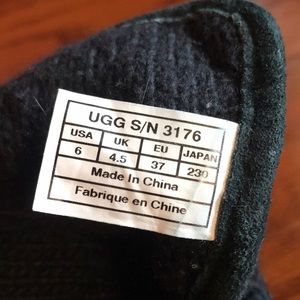 UGG S/N 3176
USA UK EU JAPAN
6 4.5 37 230
Made In China
Fabrique en Chine